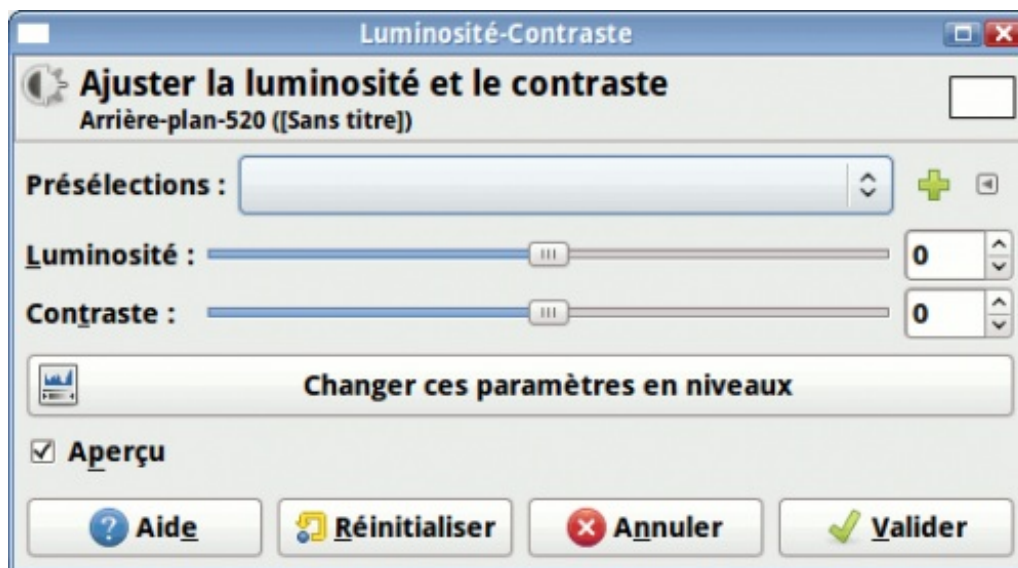 Luminosité-Contraste
Ajuster la luminosité et le contraste
Arrière-plan-520 ([Sans titre])
Présélections :
Luminosité : 0
Contraste : 0
Changer ces paramètres en niveaux
Aperçu
Aide Réinitialiser Annuler Valider